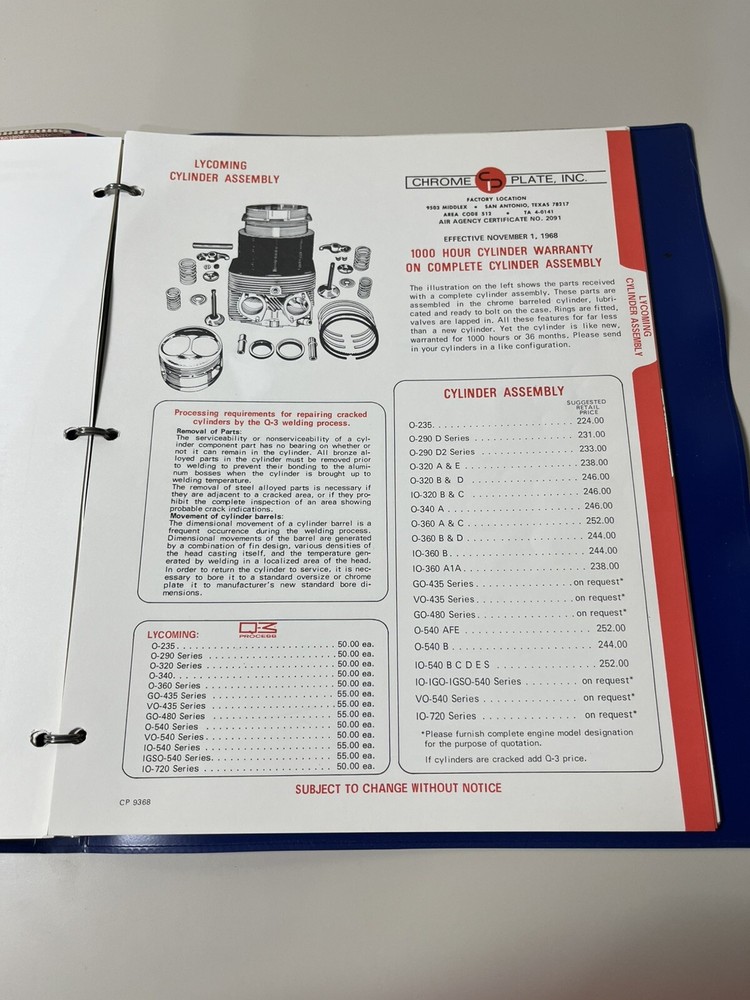 LYCOMING
CYLINDER ASSEMBLY
CHROME CP PLATE, INC.
FACTORY LOCATION
9503 MIDDLEX • SAN ANTONIO, TEXAS 78217
AREA CODE 512 • TA 4-0141
AIR AGENCY CERTIFICATE NO. 2091
EFFECTIVE NOVEMBER 1, 1968
1000 HOUR CYLINDER WARRANTY
ON COMPLETE CYLINDER ASSEMBLY
The illustration on the left shows the parts received
with a complete cylinder assembly. These parts are
assembled in the chrome barreled cylinder, lubri-
cated and ready to bolt on the case. Rings are fitted,
valves are lapped in. All these features for far less
than a new cylinder. Yet the cylinder is like new,
warranted for 1000 hours or 36 months. Please send
in your cylinders in a like configuration.
LYCOMING
CYLINDER ASSEMBLY
Processing requirements for repairing cracked
cylinders by the Q-3 welding process.
Removal of Parts:
The serviceability or nonserviceability of a cyl-
inder component part has no bearing on whether or
not it can remain in the cylinder. All bronze al-
loyed parts in the cylinder must be removed prior
to welding to prevent their bonding to the alumi-
num bosses when the cylinder is brought up to
welding temperature.
The removal of steel alloyed parts is necessary if
they are adjacent to a cracked area, or if they pro-
hibit the complete inspection of an area showing
probable crack indications.
Movement of cylinder barrels:
The dimensional movement of a cylinder barrel is a
frequent occurrence during the welding process.
Dimensional movements of the barrel are generated
by a combination of fin design, various densities of
the head casting itself, and the temperature gen-
erated by welding in a localized area of the head.
In order to return the cylinder to service, it is nec-
essary to bore it to a standard oversize or chrome
plate it to manufacturer's new standard bore di-
mensions.
LYCOMING: Q-3
PROCESS
O-235 . . . . 50.00 ea.
O-290 Series . . . . 50.00 ea.
O-320 Series . . . . 50.00 ea.
O-340 . . . . 50.00 ea.
O-360 Series . . . . 50.00 ea.
GO-435 Series . . . . 55.00 ea.
VO-435 Series . . . . 55.00 ea.
GO-480 Series . . . . 55.00 ea.
O-540 Series . . . . 50.00 ea.
VO-540 Series . . . . 50.00 ea.
IO-540 Series . . . . 55.00 ea.
IGSO-540 Series . . . . 55.00 ea.
IO-720 Series . . . . 50.00 ea.
CYLINDER ASSEMBLY
SUGGESTED
RETAIL
PRICE
O-235 . . . . 224.00
O-290 D Series . . . . 231.00
O-290 D2 Series . . . . 233.00
O-320 A & E . . . . 238.00
O-320 B & D . . . . 246.00
IO-320 B & C . . . . 246.00
O-340 A . . . . 246.00
O-360 A & C . . . . 252.00
O-360 B & D . . . . 244.00
IO-360 B . . . . 244.00
IO-360 A1A . . . . 238.00
GO-435 Series . . . . on request*
VO-435 Series . . . . on request*
GO-480 Series . . . . on request*
O-540 AFE . . . . 252.00
O-540 B . . . . 244.00
IO-540 B C D E S . . . . 252.00
IO-IGO-IGSO-540 Series . . . . on request*
VO-540 Series . . . . on request*
IO-720 Series . . . . on request*
*Please furnish complete engine model designation
for the purpose of quotation.
If cylinders are cracked add Q-3 price.
SUBJECT TO CHANGE WITHOUT NOTICE
CP 9368